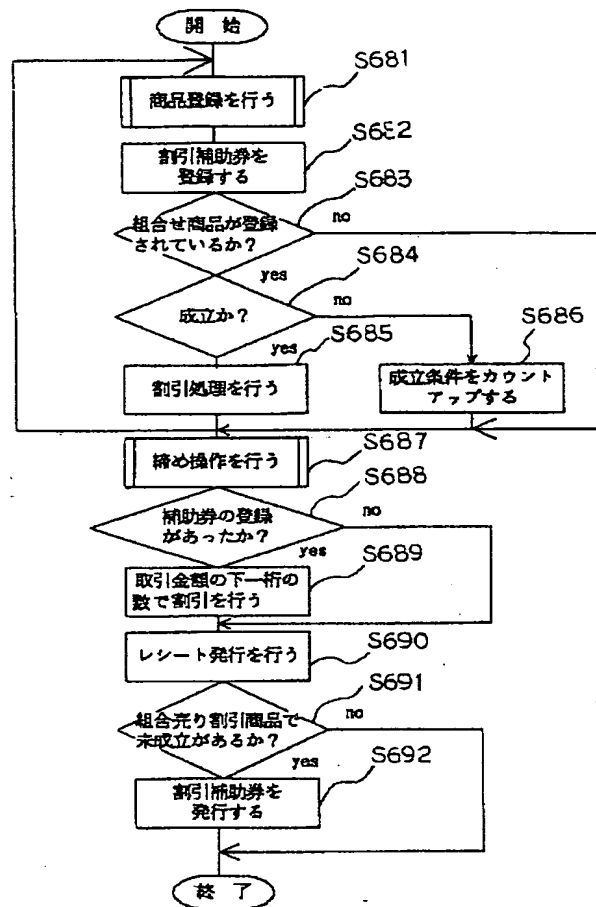 開始
S681
商品登録を行う
S682
割引補助券を
登録する
S683
組合せ商品が登録
されているか？
no
yes
S684
成立か？
no
yes
S685
S686
割引処理を行う
成立条件をカウント
アップする
S687
締め操作を行う
S688
補助券の登録
があったか？
no
yes
S689
取引金額の下一桁の
数で割引を行う
S690
レシート発行を行う
S691
組合売り割引商品で
未成立があるか？
no
yes
S692
割引補助券を
発行する
終了